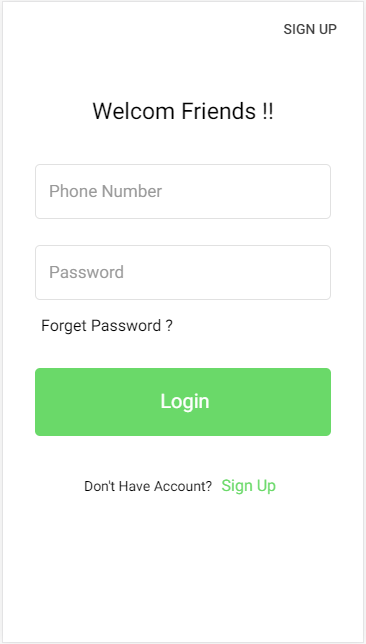 SIGN UP
Welcom Friends !!
Phone Number
Password
Forget Password ?
Login
Don't Have Account? Sign Up